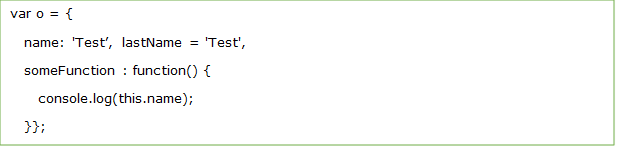 var o = {
name: 'Test’, lastName = 'Test',
someFunction : function() {
console.log(this.name);
}};